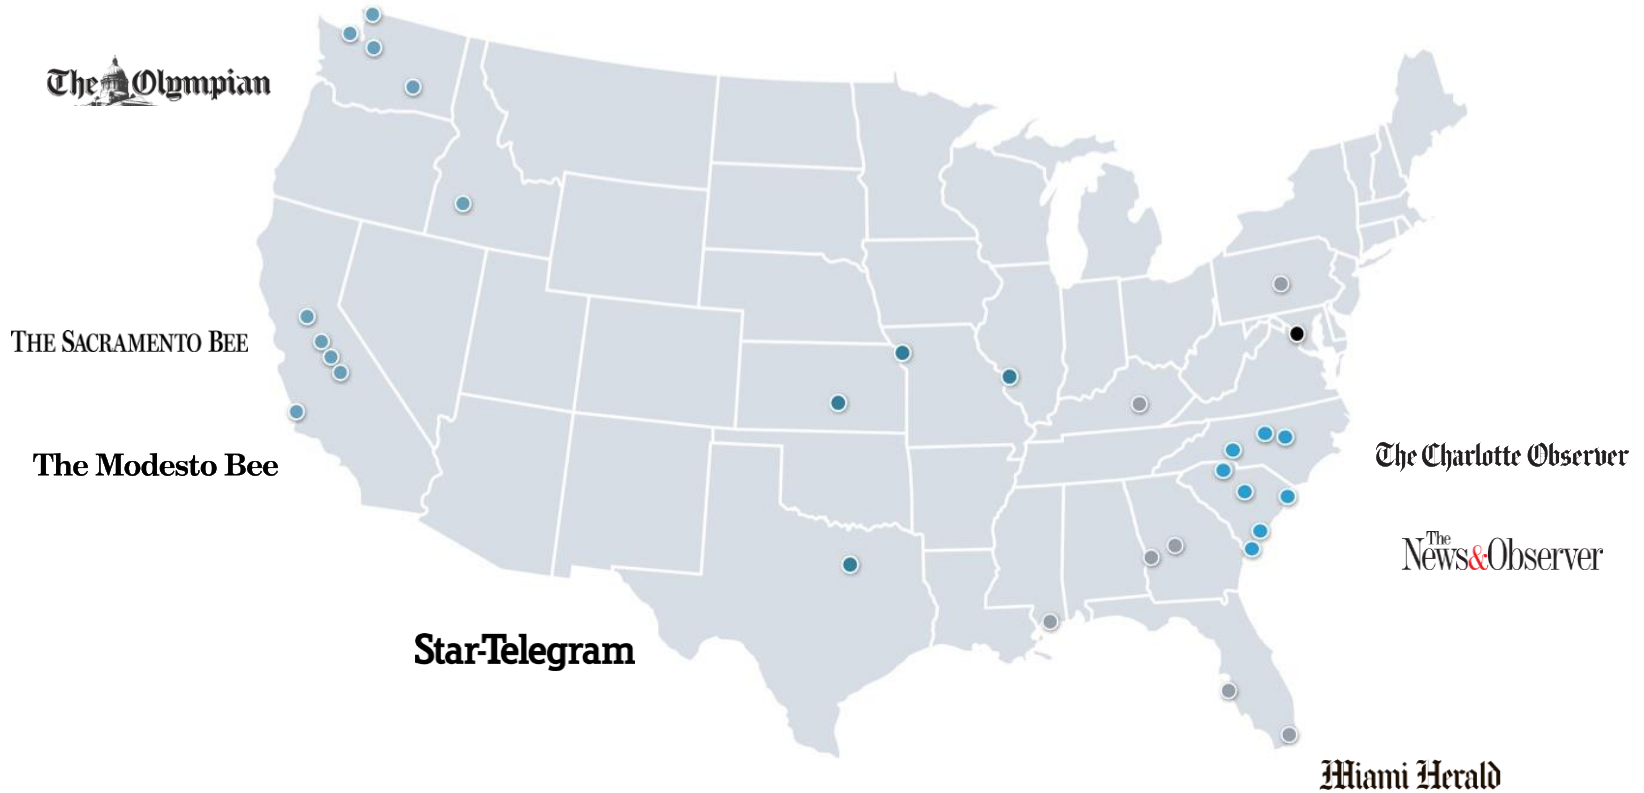 The Olympian
THE SACRAMENTO BEE
The Modesto Bee
Star-Telegram
The Charlotte Observer
The
News&Observer
Miami Herald